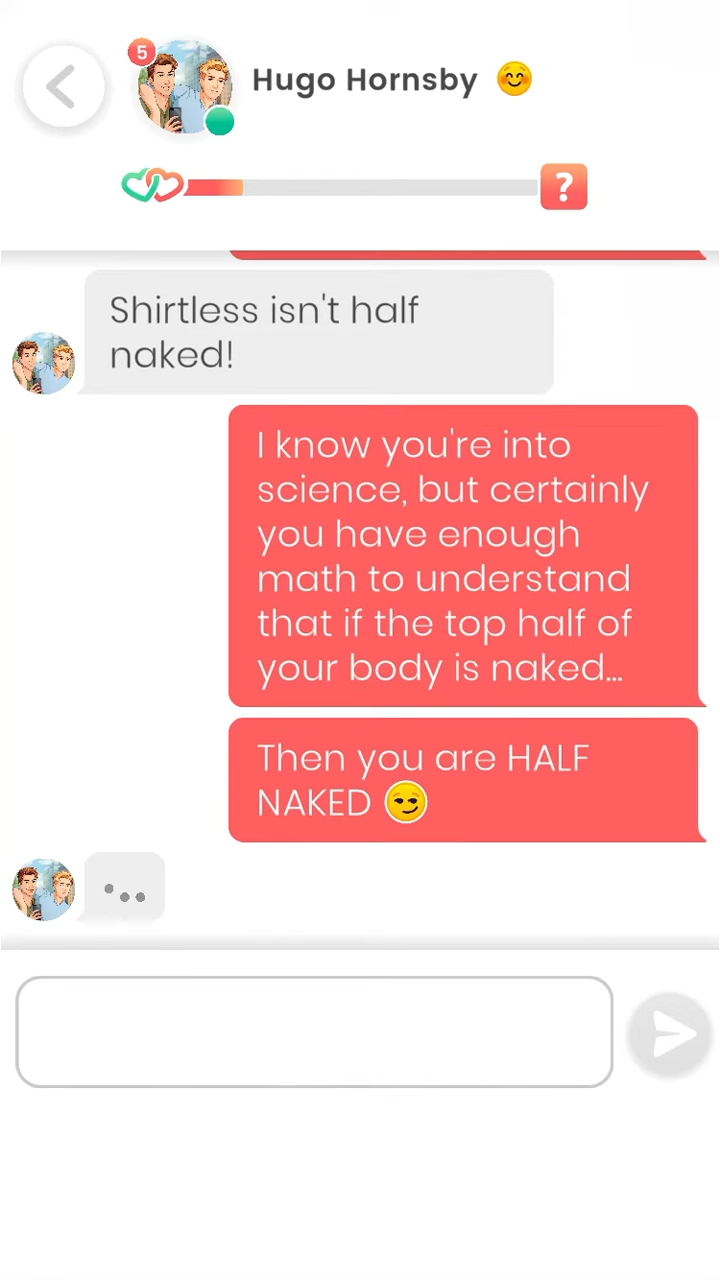 5
Hugo Hornsby 😊
?
Shirtless isn't half
naked!
I know you're into
science, but certainly
you have enough
math to understand
that if the top half of
your body is naked...
Then you are HALF
NAKED 😏
...